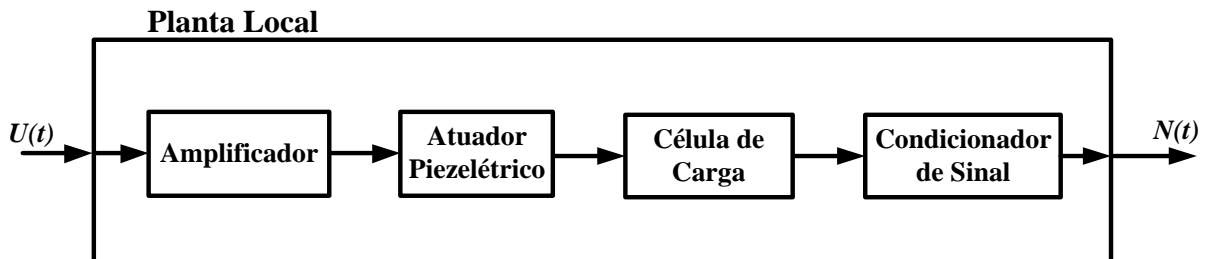 Planta Local
U(t)
Amplificador
Atuador
Piezelétrico
Célula de
Carga
Condicionador
de Sinal
N(t)